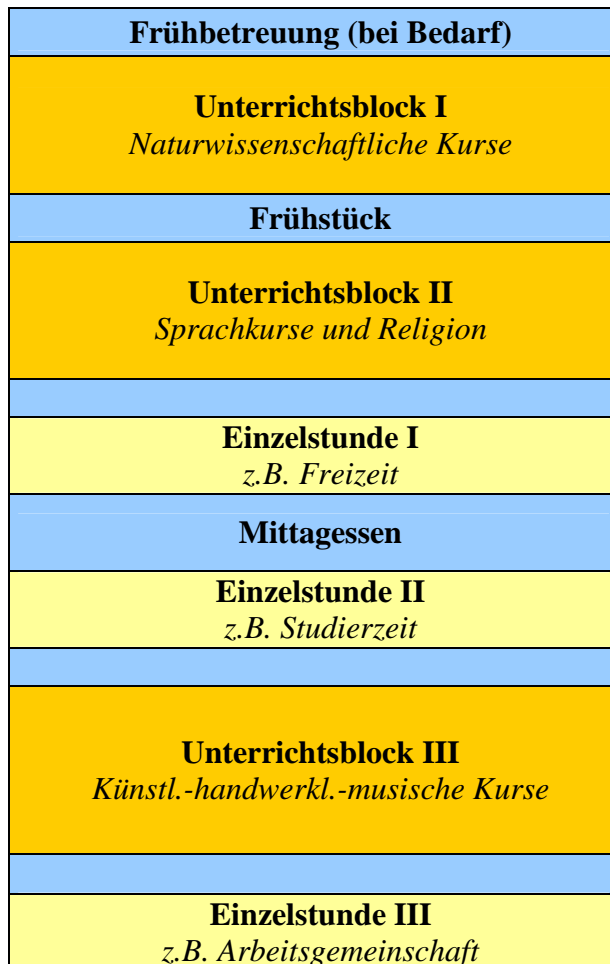 Frühbetreuung (bei Bedarf)
Unterrichtsblock I
Naturwissenschaftliche Kurse
Frühstück
Unterrichtsblock II
Sprachkurse und Religion
Einzelstunde I
z.B. Freizeit
Mittagessen
Einzelstunde II
z.B. Studierzeit
Unterrichtsblock III
Künstl.-handwerkl.-musische Kurse
Einzelstunde III
z.B. Arbeitsgemeinschaft